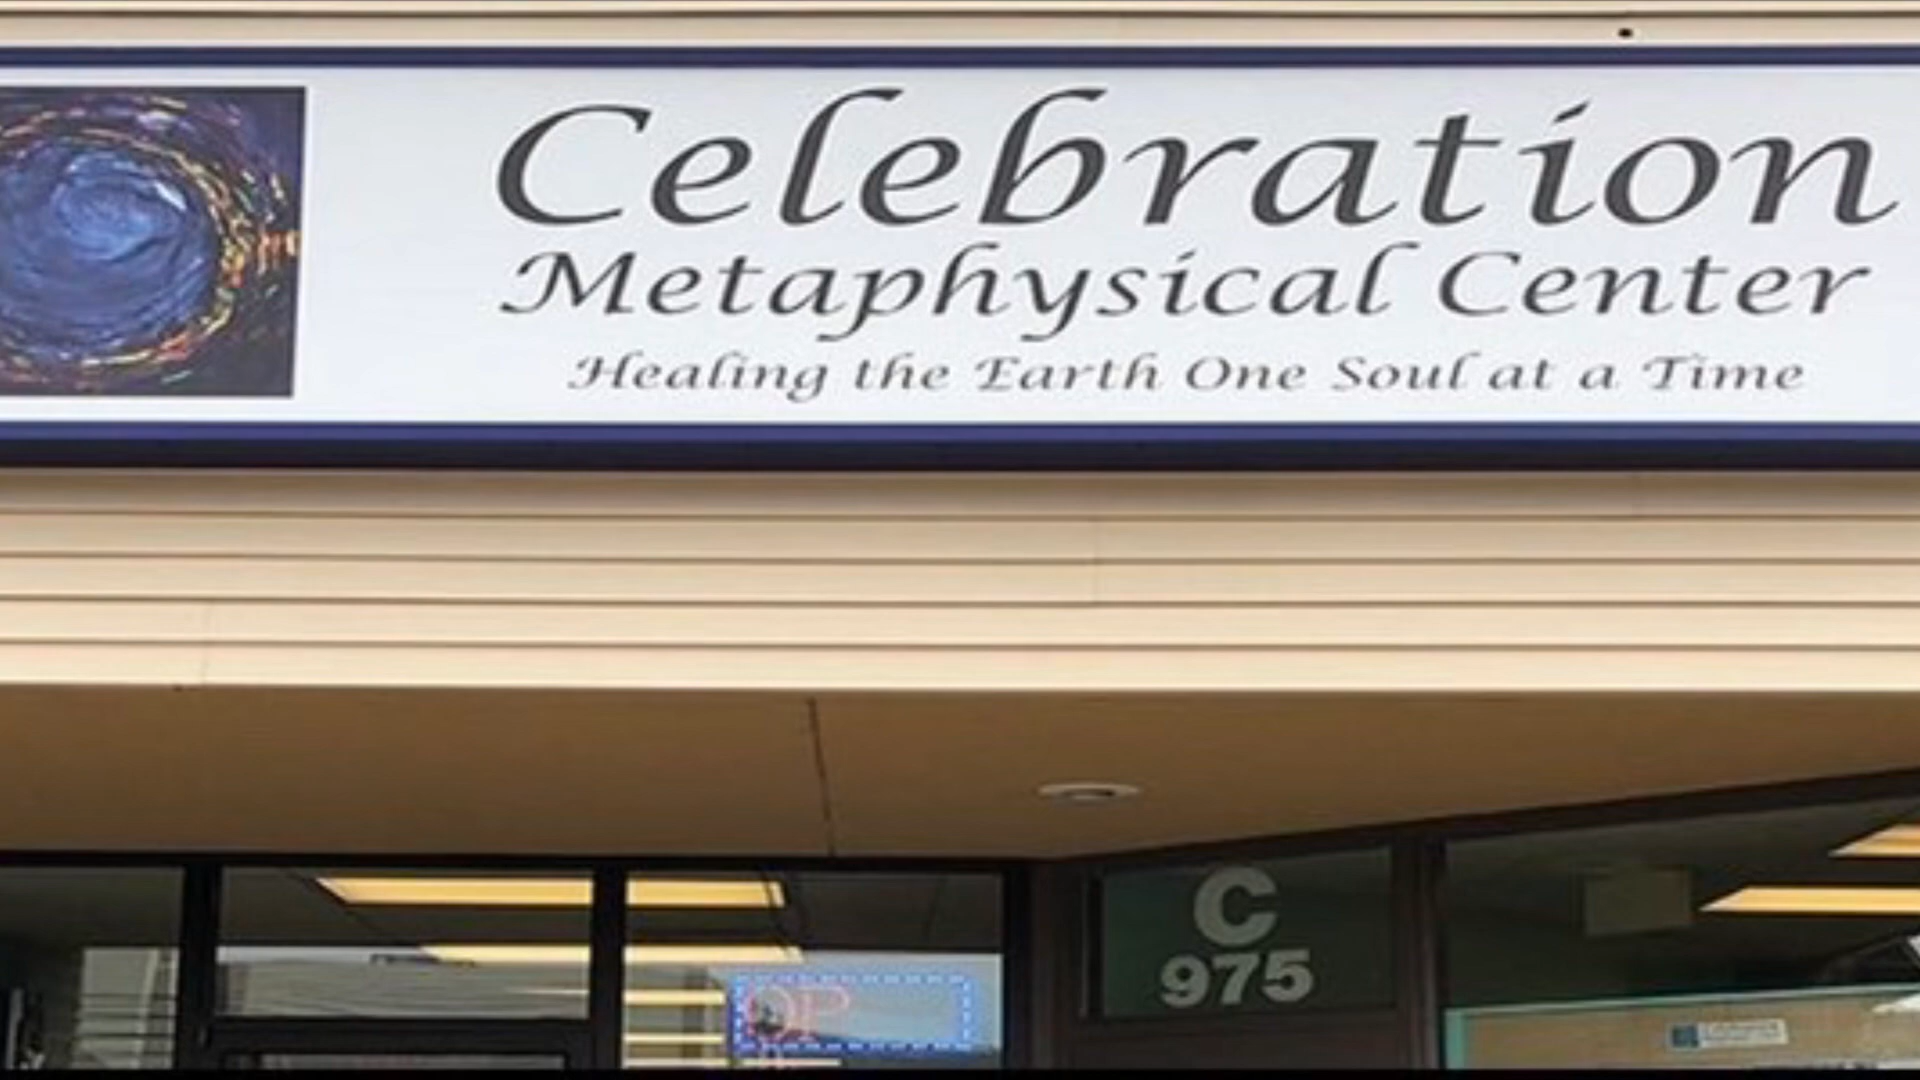 Celebration
Metaphysical Center
Healing the Earth One Soul at a Time
C
975